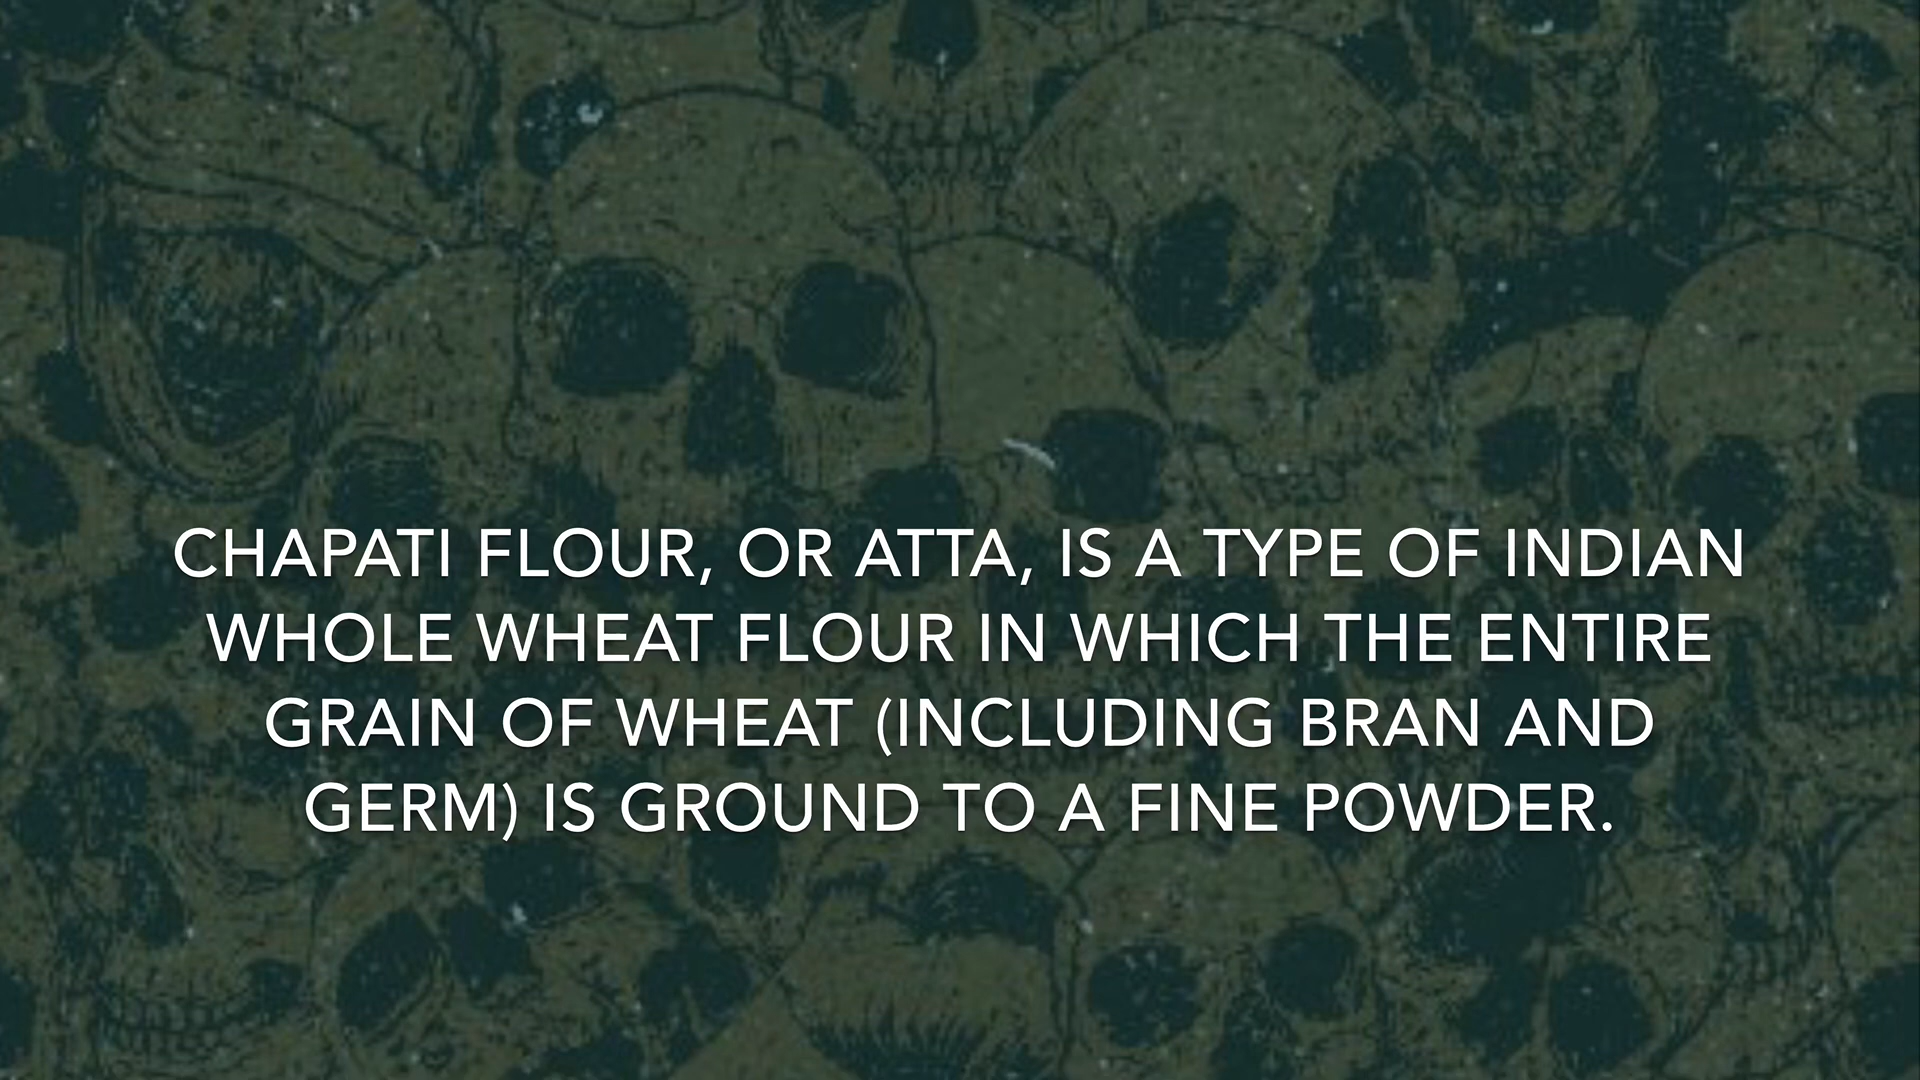 CHAPATI FLOUR, OR ATTA, IS A TYPE OF INDIAN
WHOLE WHEAT FLOUR IN WHICH THE ENTIRE
GRAIN OF WHEAT (INCLUDING BRAN AND
GERM) IS GROUND TO A FINE POWDER.